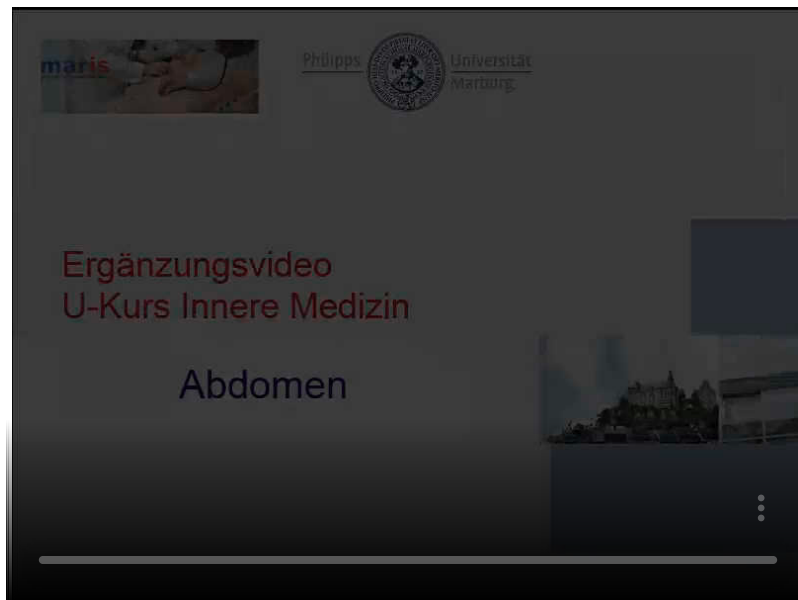 maris
Philipps
Universität
Marburg
Ergänzungsvideo
U-Kurs Innere Medizin
Abdomen